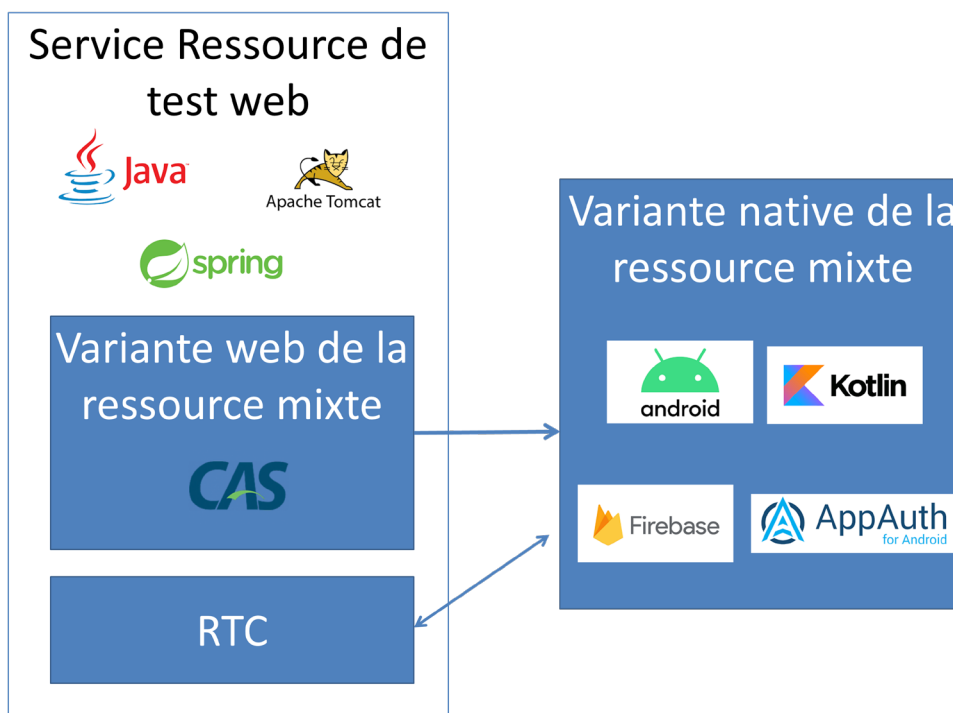 Service Ressource de
test web
Java
Apache Tomcat
spring
Variante web de la
ressource mixte
CAS
RTC
Variante native de la
ressource mixte
android
Kotlin
Firebase
AppAuth
for Android